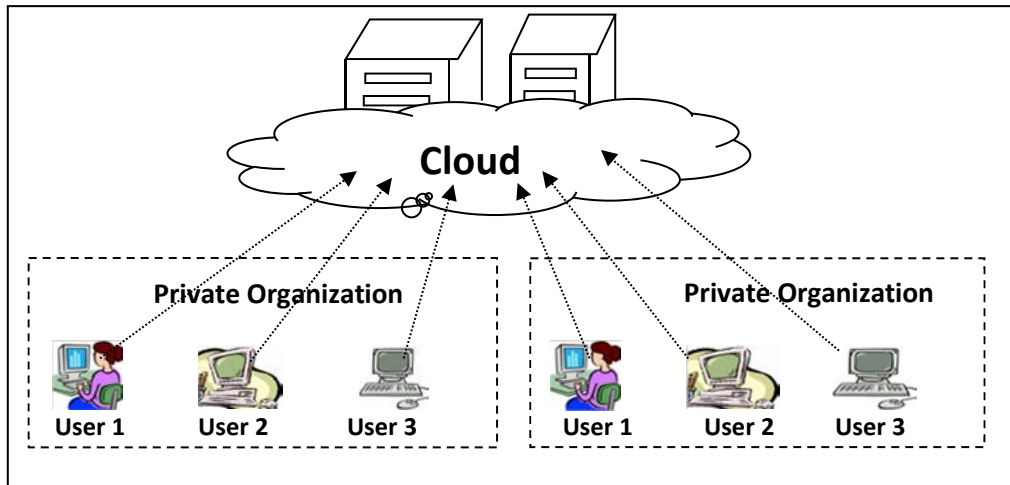 Cloud
Private Organization
User 1 User 2 User 3
Private Organization
User 1 User 2 User 3